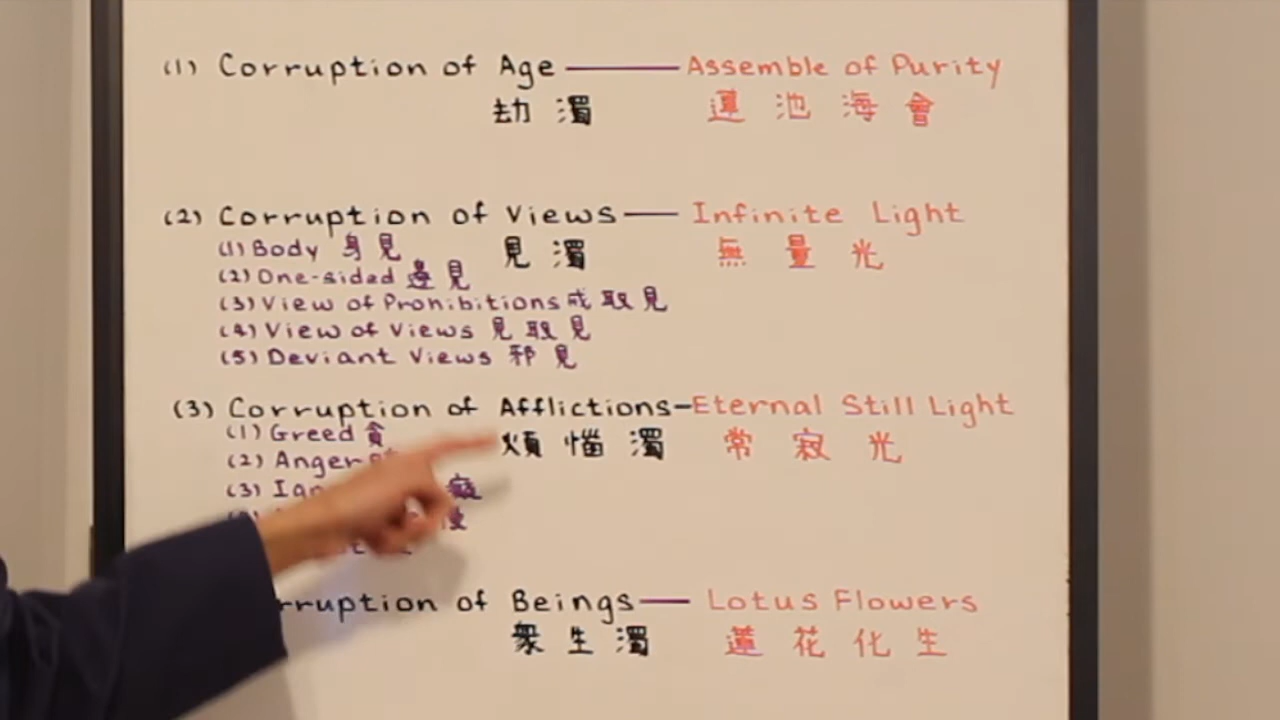 (1) Corruption of Age — Assemble of Purity
劫 濁 蓮 池 海 會
(2) Corruption of Views — Infinite Light
見 濁 無 量 光
(1) Body 身見
(2) One-sided 邊見
(3) View of Prohibitions 戒取見
(4) View of Views 見取見
(5) Deviant Views 邪見
(3) Corruption of Afflictions - Eternal Still Light
煩 惱 濁 常 寂 光
(1) Greed 貪
(2) Anger
(3) 癡
rruption of Beings — Lotus Flowers
眾 生 濁 蓮 花 化 生